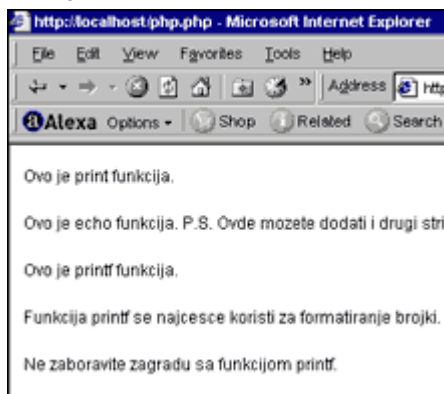 http://localhost/php.php - Microsoft Internet Explorer
File Edit View Favorites Tools Help
» Address
Alexa Options Shop Related Search
Ovo je print funkcija.
Ovo je echo funkcija. P.S. Ovde mozete dodati i drugi stri
Ovo je printf funkcija.
Funkcija printf se najcesce koristi za formatiranje brojki.
Ne zaboravite zagradu sa funkcijom printf.